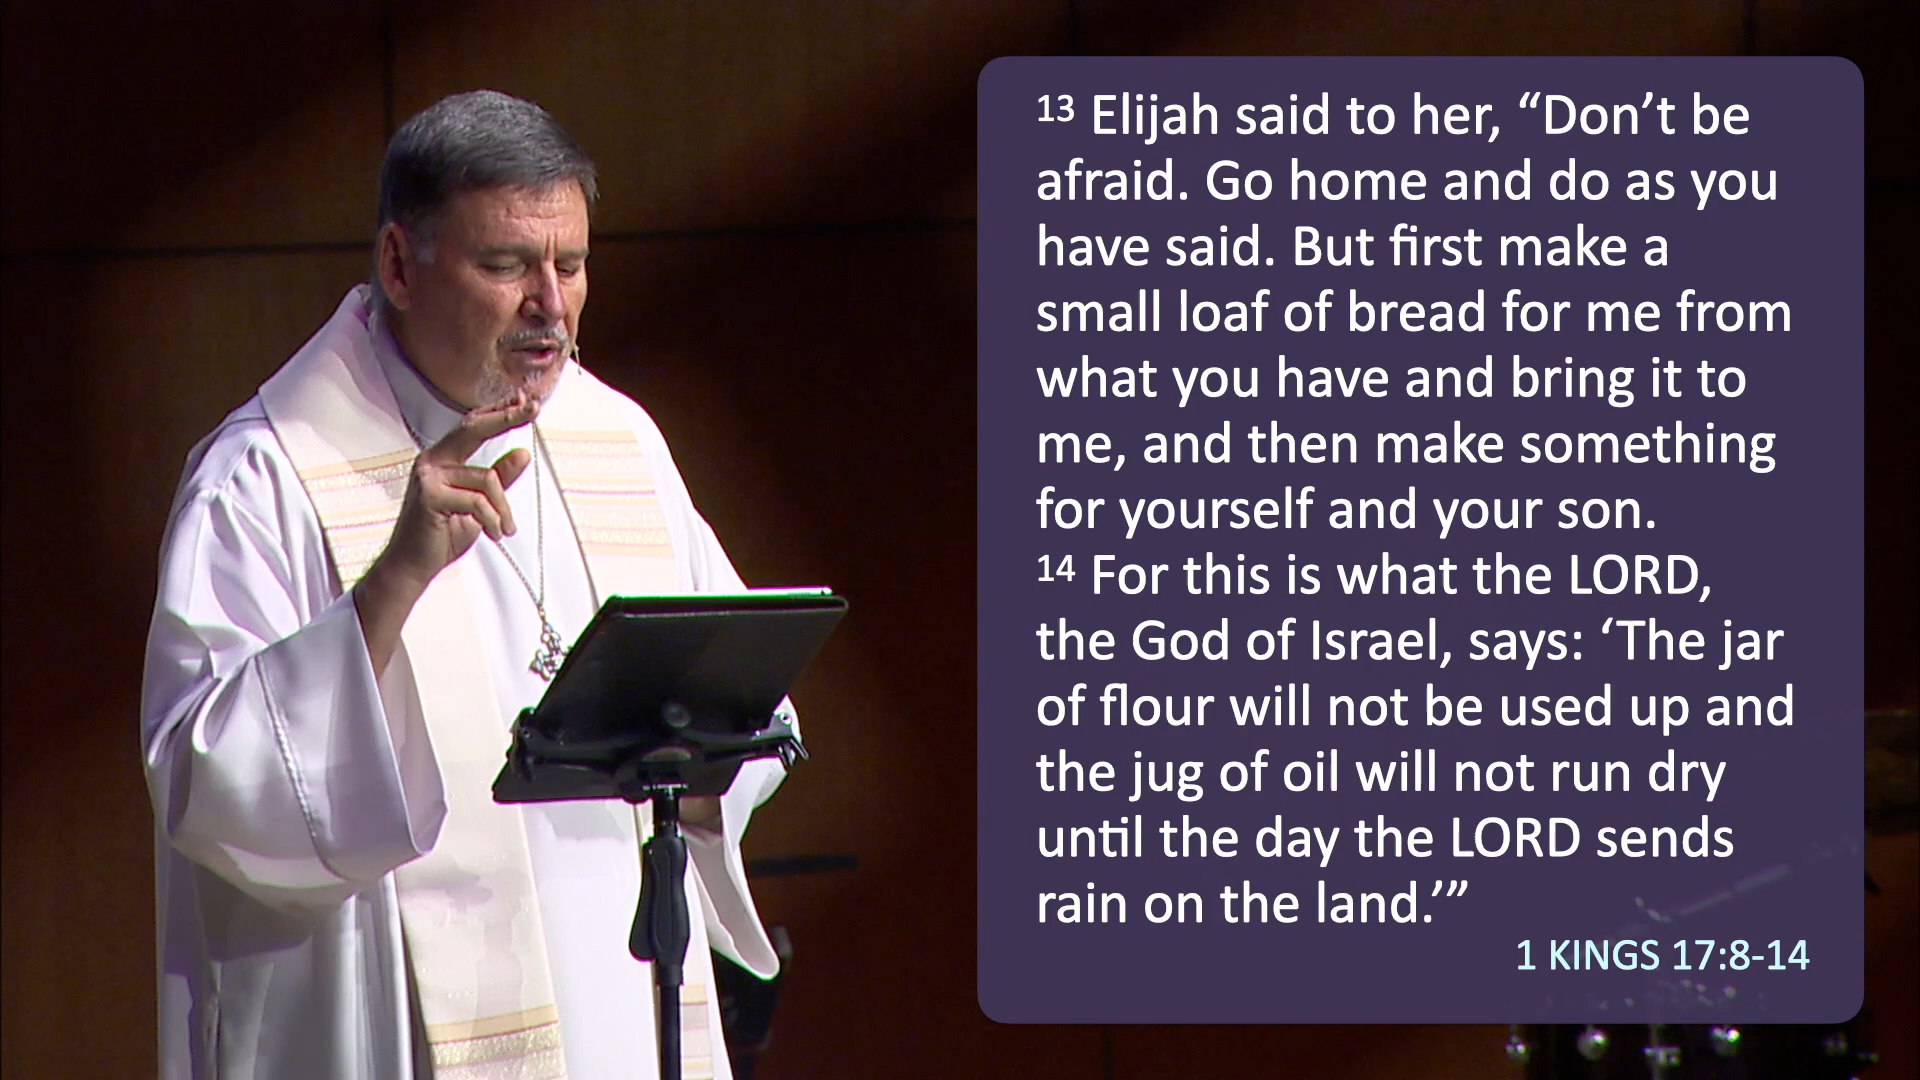 13 Elijah said to her, “Don’t be
afraid. Go home and do as you
have said. But first make a
small loaf of bread for me from
what you have and bring it to
me, and then make something
for yourself and your son.
14 For this is what the LORD,
the God of Israel, says: ‘The jar
of flour will not be used up and
the jug of oil will not run dry
until the day the LORD sends
rain on the land.’”
1 KINGS 17:8-14